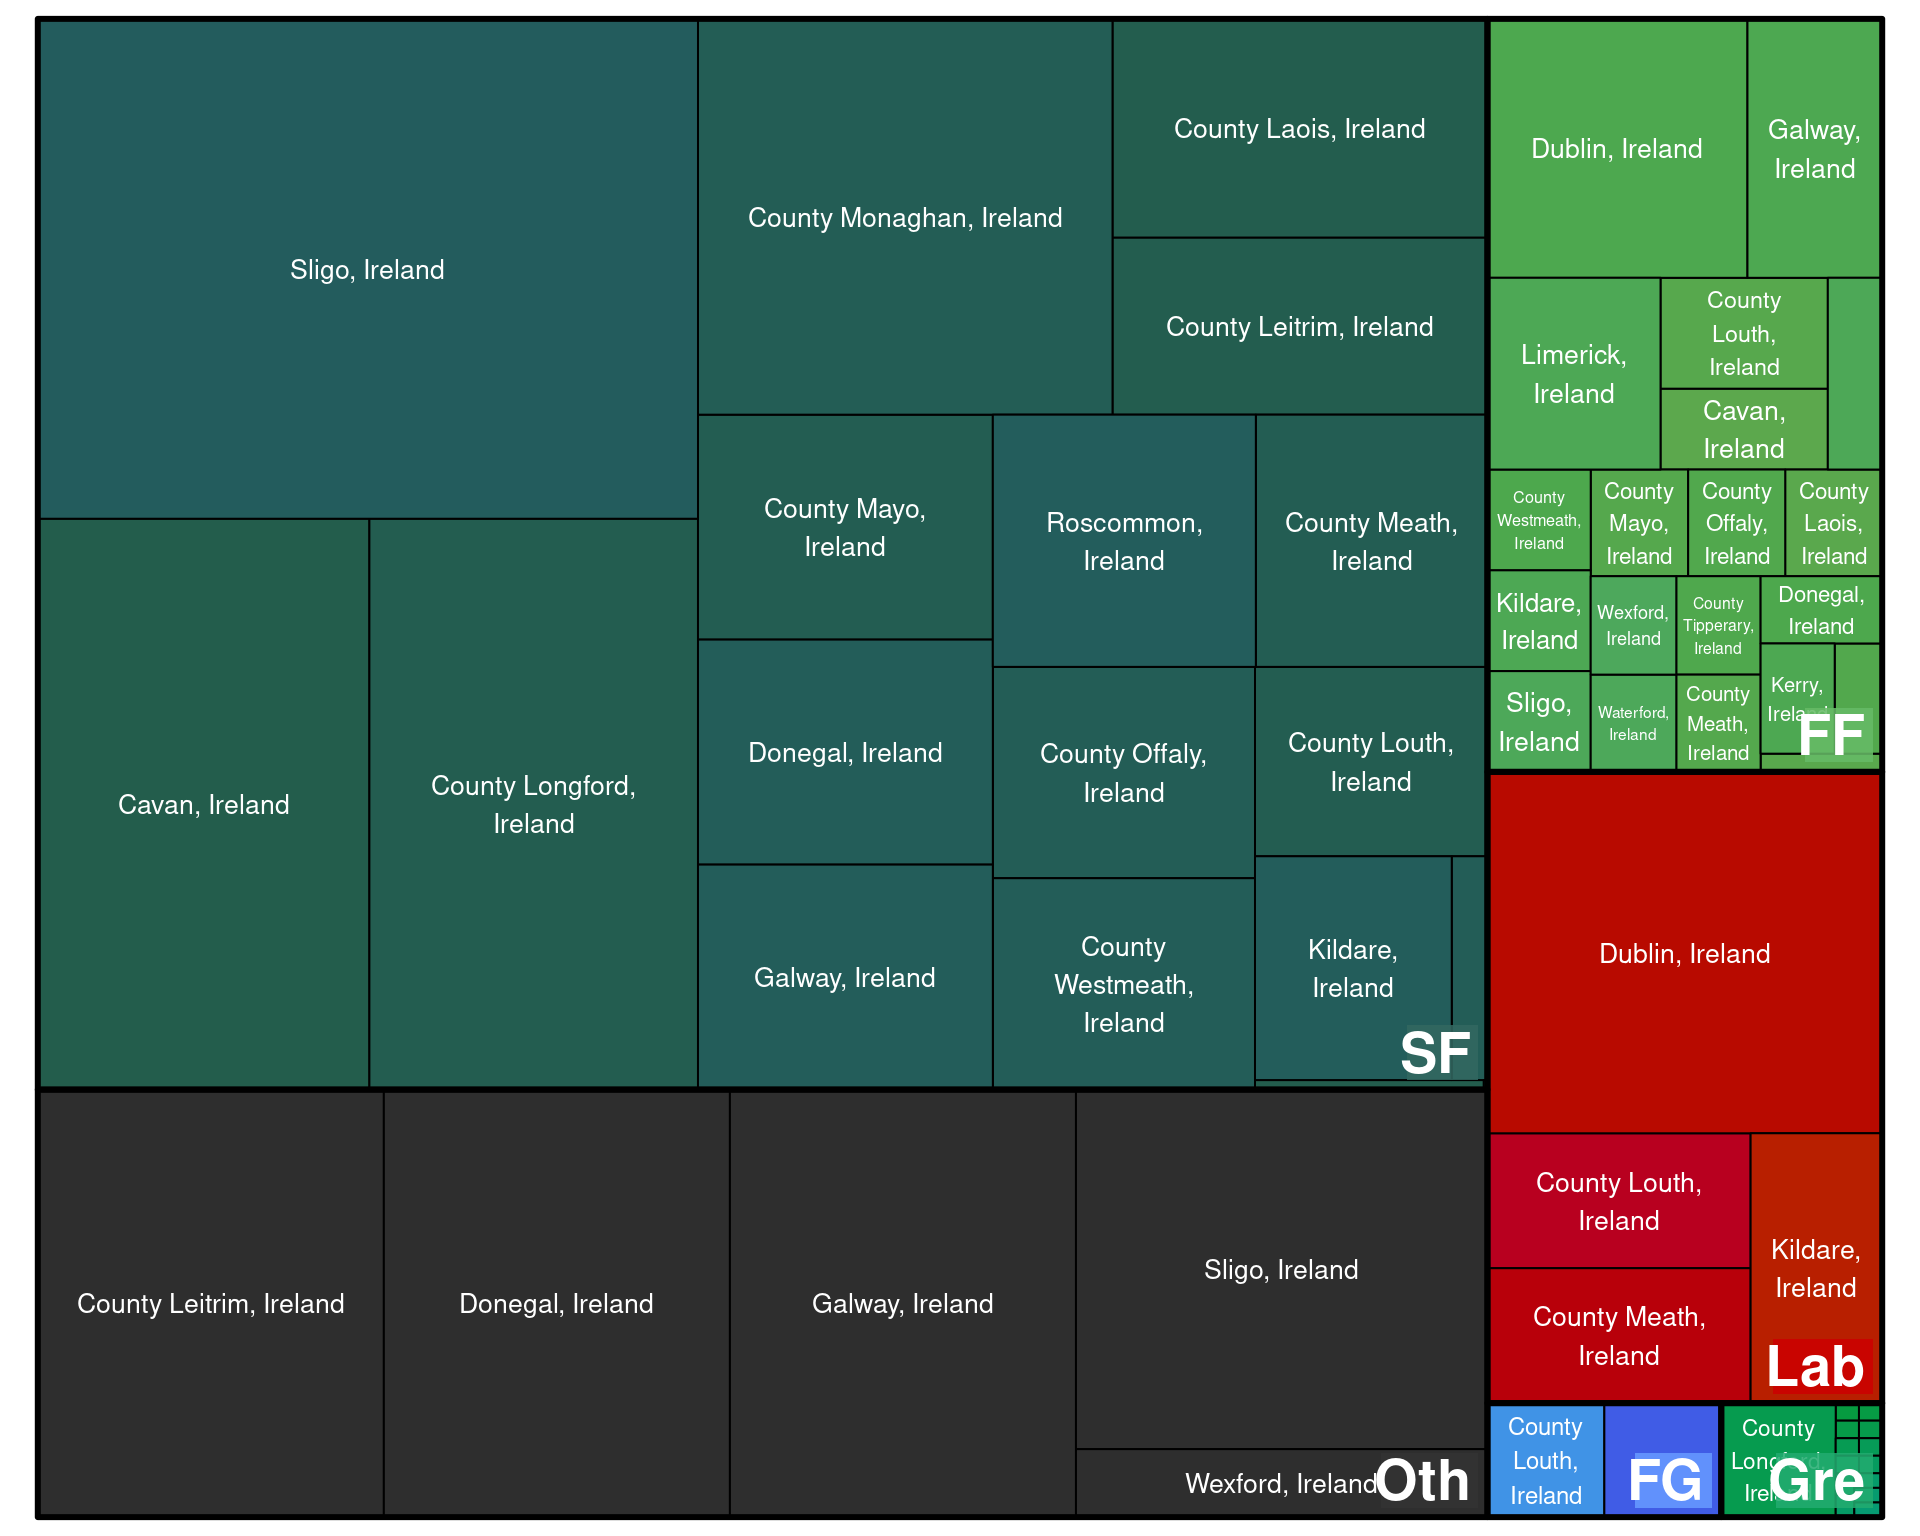 Sligo, Ireland
County Monaghan, Ireland
County Laois, Ireland
County Leitrim, Ireland
Cavan, Ireland
County Longford,
Ireland
County Mayo,
Ireland
Roscommon,
Ireland
County Meath,
Ireland
Donegal, Ireland
County Offaly,
Ireland
County Louth,
Ireland
Galway, Ireland
County
Westmeath,
Ireland
Kildare,
Ireland
SF
County Leitrim, Ireland
Donegal, Ireland
Galway, Ireland
Sligo, Ireland
Wexford, Ireland
Oth
Dublin, Ireland
Galway,
Ireland
Limerick,
Ireland
County
Louth,
Ireland
Cavan,
Ireland
County
Westmeath,
Ireland
County
Mayo,
Ireland
County
Offaly,
Ireland
County
Laois,
Ireland
Kildare,
Ireland
Wexford,
Ireland
County
Tipperary,
Ireland
Donegal,
Ireland
Sligo,
Ireland
Waterford,
Ireland
County
Meath,
Ireland
Kerry,
Ireland
FF
Dublin, Ireland
County Louth,
Ireland
County Meath,
Ireland
Kildare,
Ireland
Lab
County
Louth,
Ireland
FG
County
Longford,
Ireland
Gre